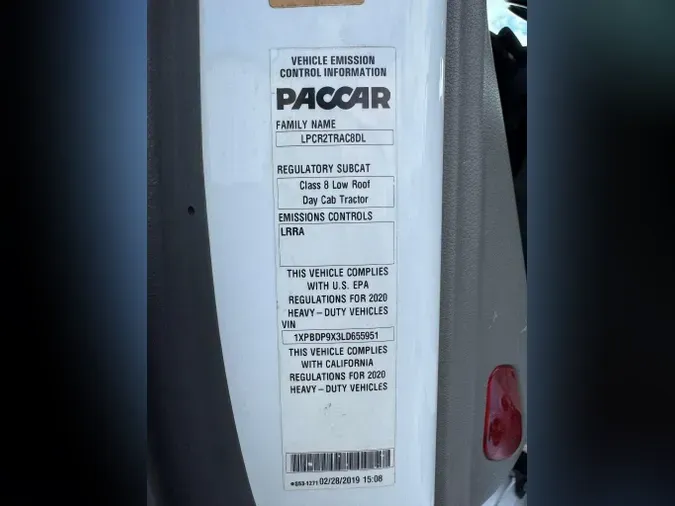 VEHICLE EMISSION
CONTROL INFORMATION
PACCAR
FAMILY NAME
LPCR2TRAC8DL
REGULATORY SUBCAT
Class 8 Low Roof
Day Cab Tractor
EMISSIONS CONTROLS
LRRA
THIS VEHICLE COMPLIES
WITH U.S. EPA
REGULATIONS FOR 2020
HEAVY-DUTY VEHICLES
VIN
1XPBDP9X3LD655951
THIS VEHICLE COMPLIES
WITH CALIFORNIA
REGULATIONS FOR 2020
HEAVY-DUTY VEHICLES
S53-1271 02/28/2019 15:08